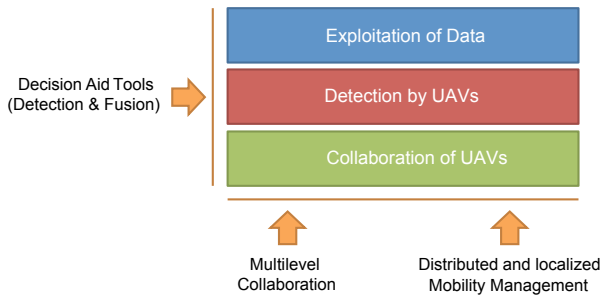 Exploitation of Data
Decision Aid Tools
(Detection & Fusion)
Detection by UAVs
Collaboration of UAVs
Multilevel
Collaboration
Distributed and localized
Mobility Management